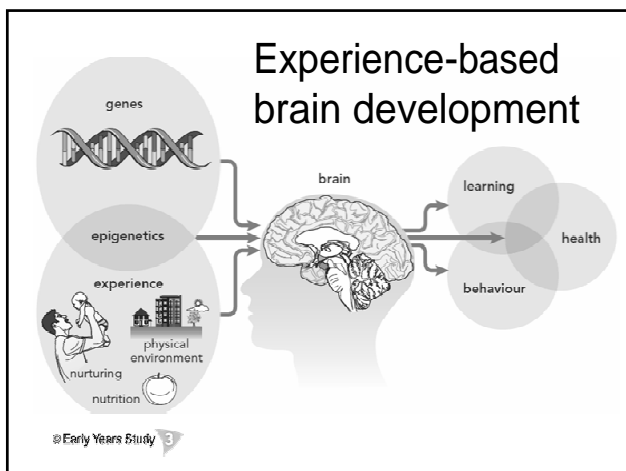 Experience-based
brain development
genes
epigenetics
experience
nurturing
physical
environment
nutrition
brain
learning
health
behaviour
© Early Years Study 3